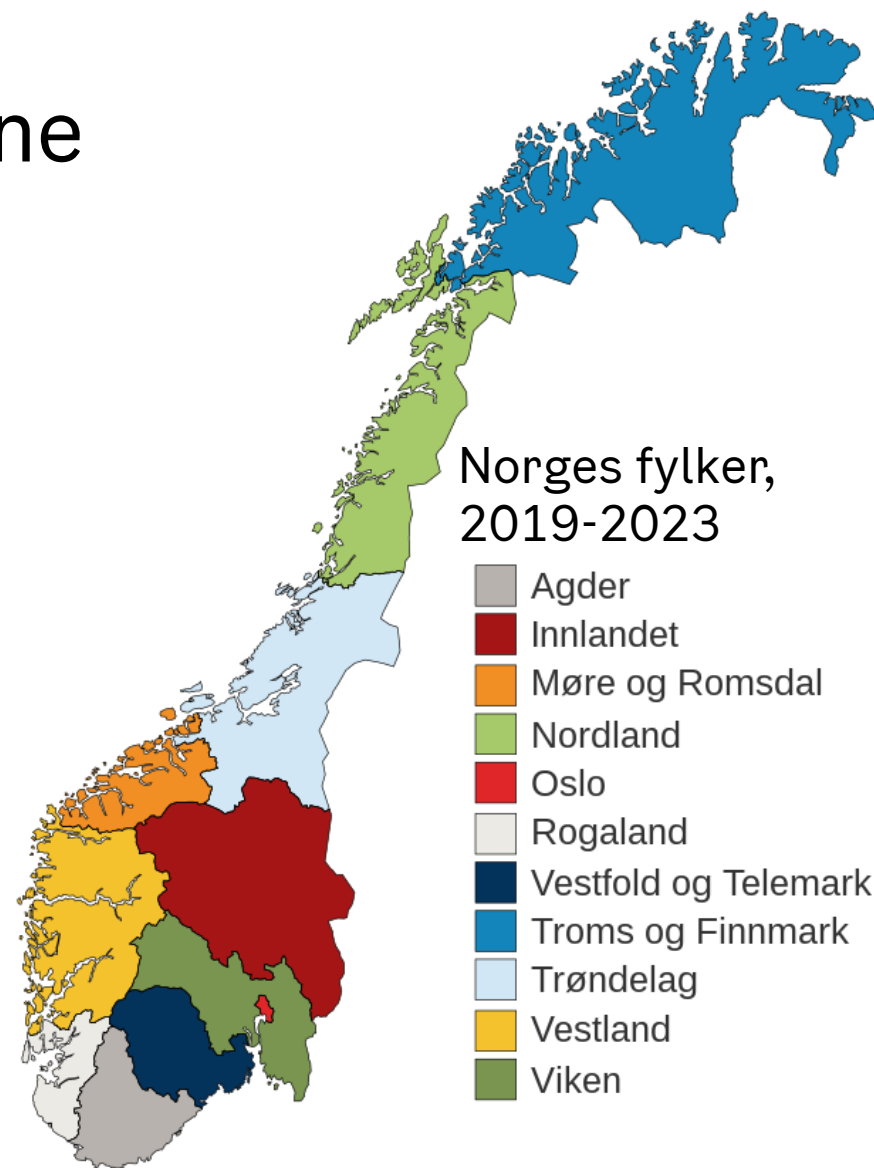 ne
Norges fylker,
2019-2023
Agder
Innlandet
Møre og Romsdal
Nordland
Oslo
Rogaland
Vestfold og Telemark
Troms og Finnmark
Trøndelag
Vestland
Viken